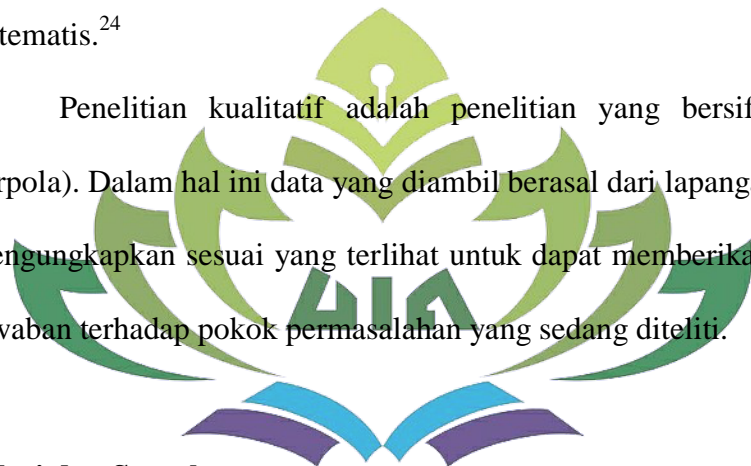 tematis.24
Penelitian kualitatif adalah penelitian yang bersif
rpola). Dalam hal ini data yang diambil berasal dari lapang
engungkapkan sesuai yang terlihat untuk dapat memberika
vaban terhadap pokok permasalahan yang sedang diteliti.
UIN